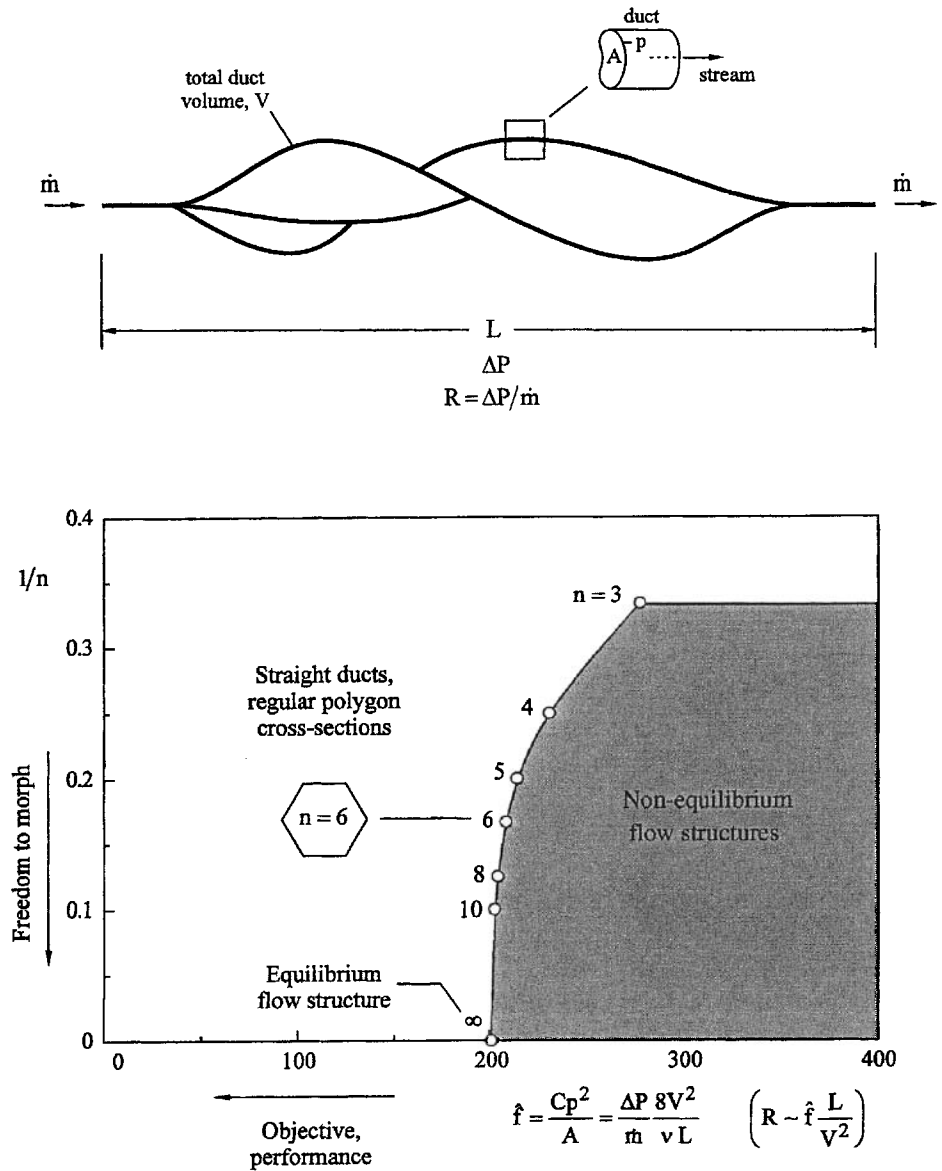 duct
A
p
stream
total duct
volume, V
ṁ
ṁ
L
ΔP
R = ΔP/ṁ
0.4
1/n
n = 3
0.3
Straight ducts,
regular polygon
cross-sections
4
0.2
5
Non-equilibrium
flow structures
n = 6
6
Freedom to morph
8
0.1
10
Equilibrium
flow structure
∞
0
0
100
200
300
400
Objective,
performance
f̂ = Cp²/A = ΔP/ṁ 8V²/νL (R ~ f̂ L/V²)